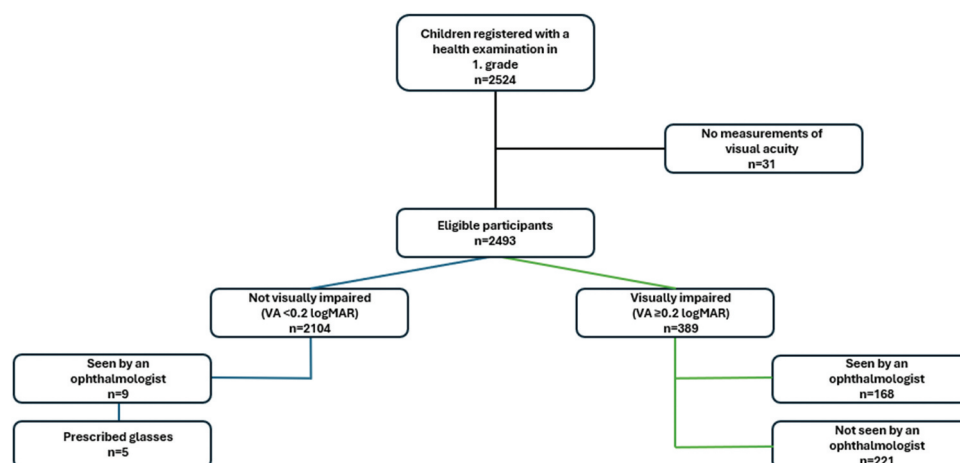 Children registered with a
health examination in
1. grade
n=2524
No measurements of
visual acuity
n=31
Eligible participants
n=2493
Not visually impaired
(VA <0.2 logMAR)
n=2104
Visually impaired
(VA ≥0.2 logMAR)
n=389
Seen by an
ophthalmologist
n=9
Seen by an
ophthalmologist
n=168
Prescribed glasses
n=5
Not seen by an
ophthalmologist
n=221